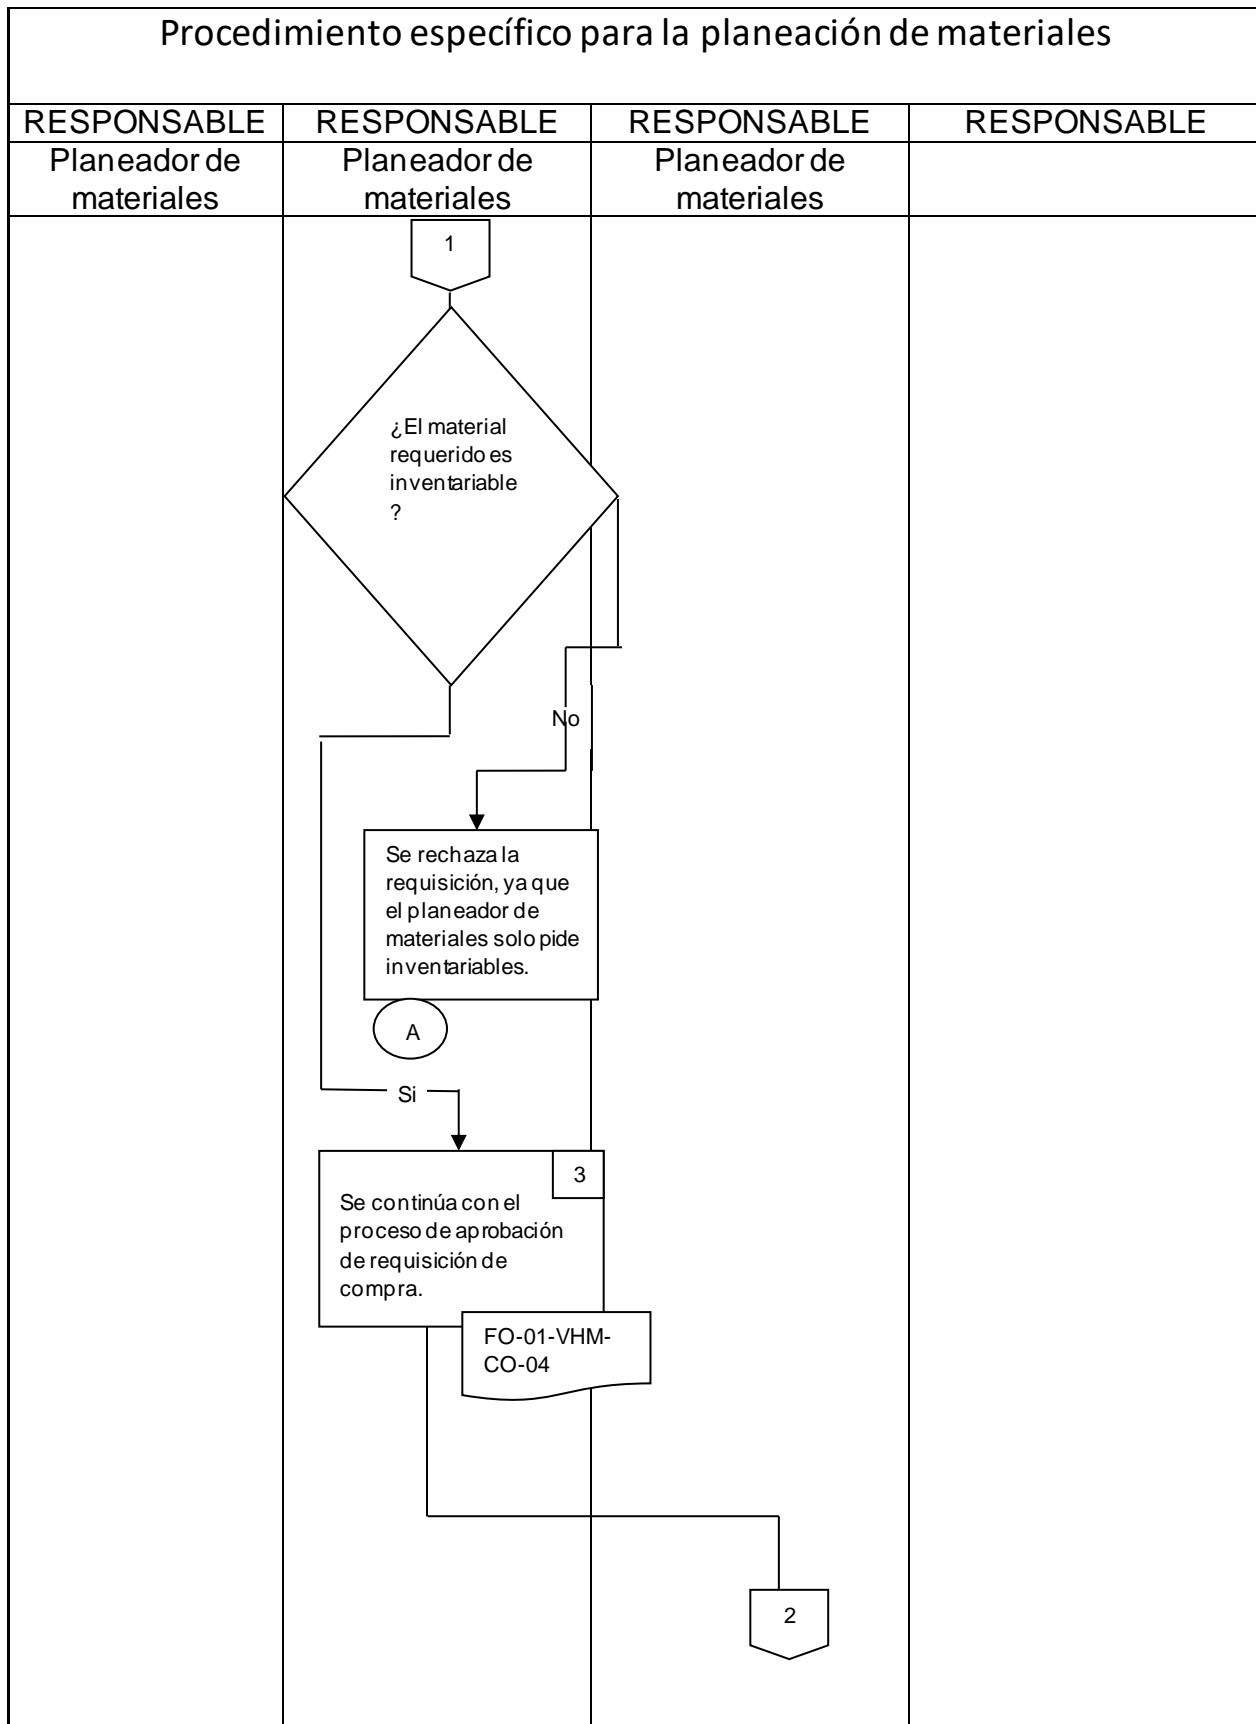 Procedimiento específico para la planeación de materiales
RESPONSABLE
RESPONSABLE
RESPONSABLE
RESPONSABLE
Planeador de
materiales
Planeador de
materiales
Planeador de
materiales
1
¿El material
requerido es
inventariable
?
No
Se rechaza la
requisición, ya que
el planeador de
materiales solo pide
inventariables.
A
Si
3
Se continúa con el
proceso de aprobación
de requisición de
compra.
FO-01-VHM-
CO-04
2